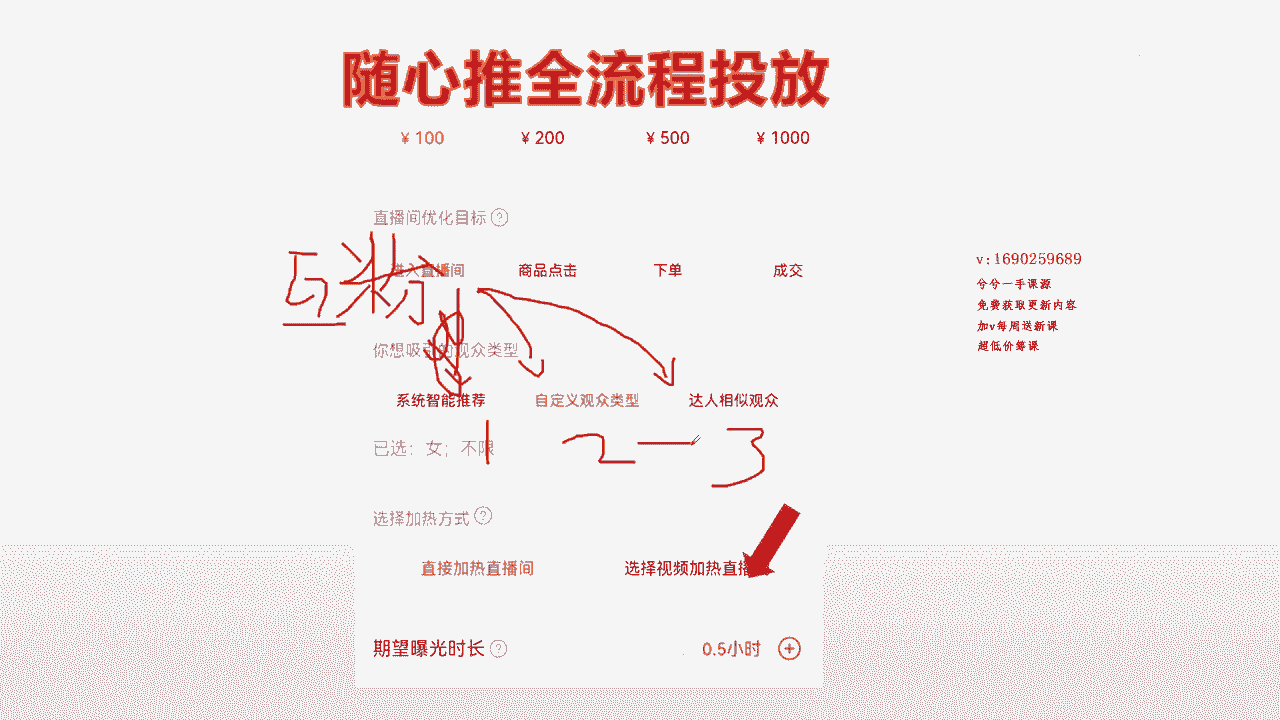 随心推全流程投放
¥ 100 ¥ 200 ¥ 500 ¥ 1000
直播间优化目标 ?
进入直播间 商品点击 下单 成交
互粉
你想吸引的观众类型
系统智能推荐 自定义观众类型 达人相似观众
已选：女；不限
1 2 — 3
选择加热方式 ?
直接加热直播间 选择视频加热直播
期望曝光时长 ? 0.5小时 +
v:1690259689
兮兮一手课源
免费获取更新内容
加v每周送新课
超低价筹课